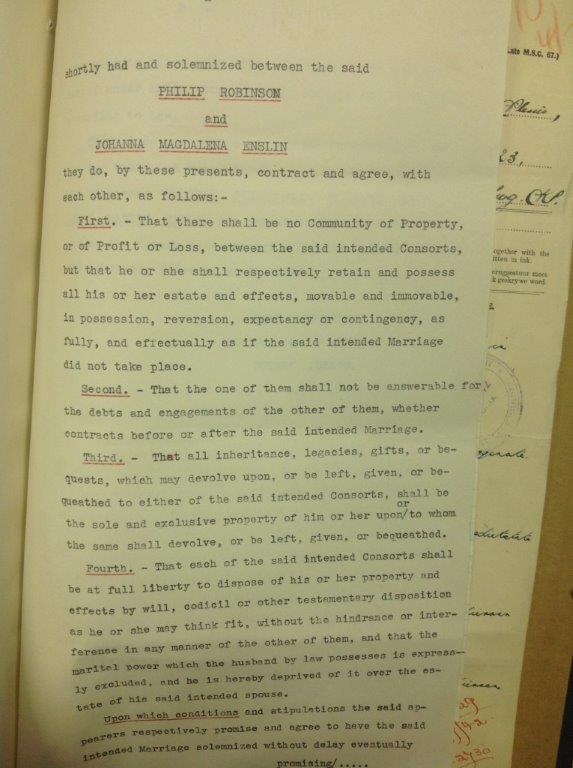 shortly had and solemnized between the said
PHILIP ROBINSON
and
JOHANNA MAGDALENA ENSLIN
they do, by these presents, contract and agree, with
each other, as follows:-
First. - That there shall be no Community of Property,
or of Profit or Loss, between the said intended Consorts,
but that he or she shall respectively retain and possess
all his or her estate and effects, movable and immovable,
in possession, reversion, expectancy or contingency, as
fully, and effectually as if the said intended Marriage
did not take place.
Second. - That the one of them shall not be answerable for
the debts and engagements of the other of them, whether
contracts before or after the said intended Marriage.
Third. - That all inheritance, legacies, gifts, or be-
quests, which may devolve upon, or be left, given, or be-
queathed to either of the said intended Consorts, shall be
the sole and exclusive property of him or her upon/or to whom
the same shall devolve, or be left, given, or bequeathed.
Fourth. - That each of the said intended Consorts shall
be at full liberty to dispose of his or her property and
effects by will, codicil or other testamentary disposition
as he or she may think fit, without the hindrance or inter-
ference in any manner of the other of them, and that the
marital power which the husband by law possesses is express-
ly excluded, and he is hereby deprived of it over the es-
tate of his said intended spouse.
Upon which conditions and stipulations the said ap-
pearers respectively promise and agree to have the said
intended Marriage solemnized without delay eventually
promising/.....
Late M.S.C. 67.)
Plessis,
23,
ogether with the
itten in ink.
eruggestuur moet
k geskrywe word